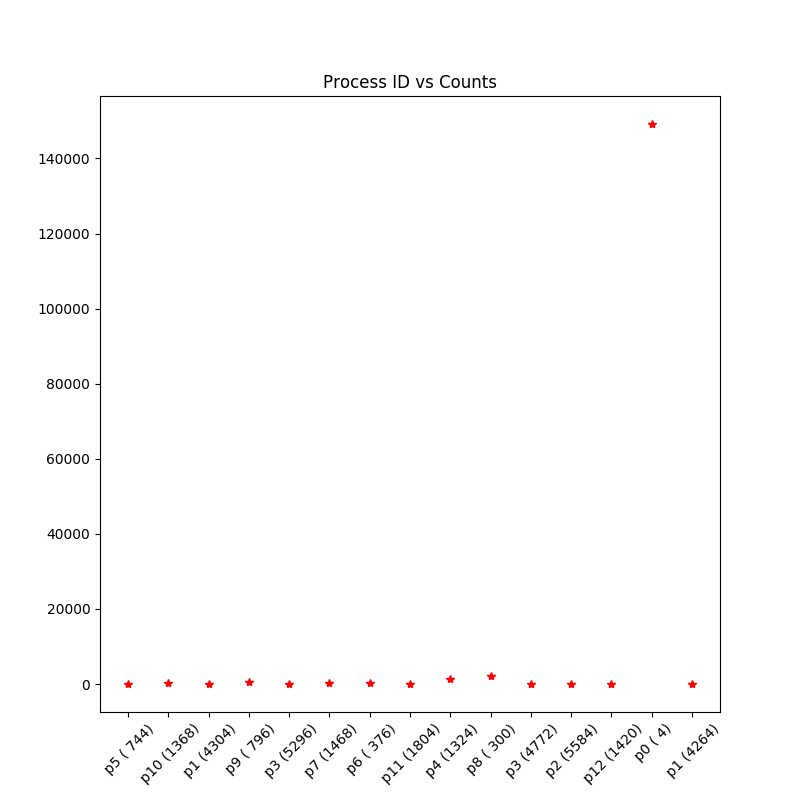 Process ID vs Counts
140000
120000
100000
80000
60000
40000
20000
0
p5 ( 744)
p10 (1368)
p1 (4304)
p9 ( 796)
p3 (5296)
p7 (1468)
p6 ( 376)
p11 (1804)
p4 (1324)
p8 ( 300)
p3 (4772)
p2 (5584)
p12 (1420)
p0 ( 4)
p1 (4264)